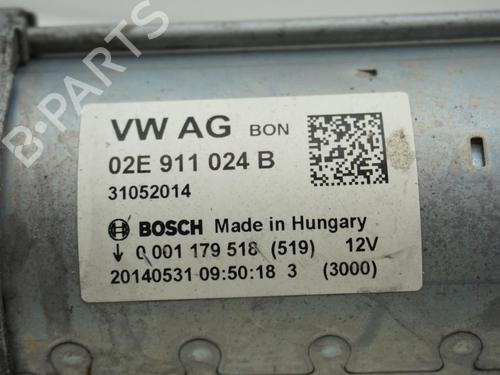 VW AG BON
02E 911 024 B
31052014
BOSCH Made in Hungary
↓ 0 001 179 518 (519) 12V
20140531 09:50:18 3 (3000)
B-Parts